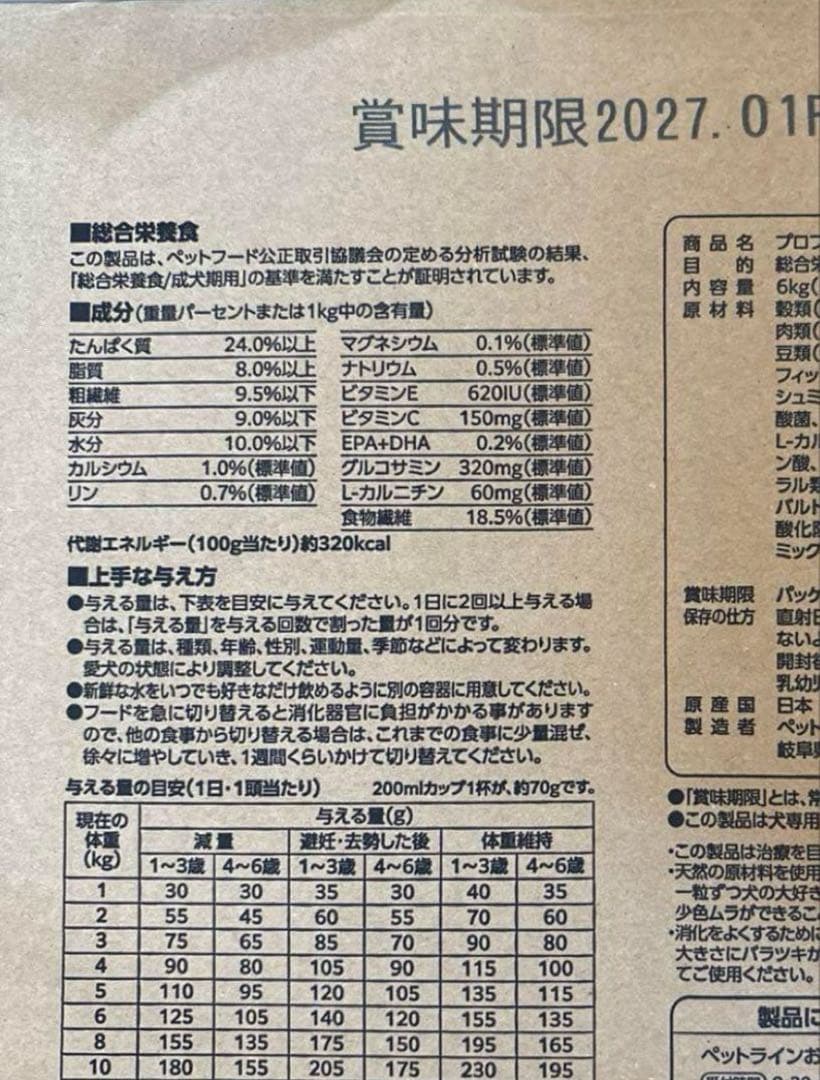 賞味期限2027.01
■総合栄養食
この製品は、ペットフード公正取引協議会の定める分析試験の結果、
「総合栄養食/成犬期用」の基準を満たすことが証明されています。
■成分(重量パーセントまたは1kg中の含有量)
たんぱく質 24.0%以上 マグネシウム 0.1%(標準値)
脂質 8.0%以上 ナトリウム 0.5%(標準値)
粗繊維 9.5%以下 ビタミンE 620IU(標準値)
灰分 9.0%以下 ビタミンC 150mg(標準値)
水分 10.0%以下 EPA+DHA 0.2%(標準値)
カルシウム 1.0%(標準値) グルコサミン 320mg(標準値)
リン 0.7%(標準値) L-カルニチン 60mg(標準値)
食物繊維 18.5%(標準値)
代謝エネルギー(100g当たり)約320kcal
■上手な与え方
●与える量は、下表を目安に与えてください。1日に2回以上与える場
合は、「与える量」を与える回数で割った量が1回分です。
●与える量は、種類、年齢、性別、運動量、季節などによって変わります。
愛犬の状態により調整してください。
●新鮮な水をいつでも好きなだけ飲めるように別の容器に用意してください。
●フードを急に切り替えると消化器官に負担がかかる事があります
ので、他の食事から切り替える場合は、これまでの食事に少量混ぜ、
徐々に増やしていき、1週間くらいかけて切り替えてください。
与える量の目安(1日・1頭当たり) 200mlカップ1杯が、約70gです。
現在の体重(kg) 与える量(g)
減量 避妊・去勢した後 体重維持
1〜3歳 4〜6歳 1〜3歳 4〜6歳 1〜3歳 4〜6歳
1 30 30 35 30 40 35
2 55 45 60 55 70 60
3 75 65 85 70 90 80
4 90 80 105 90 115 100
5 110 95 120 105 135 115
6 125 105 140 120 155 135
8 155 135 175 150 195 165
10 180 155 205 175 230 195
商品名 プロフ
目的 総合栄
内容量 6kg(
原材料 穀類(
肉類(
豆類(
フィッ
シュミ
酸菌、
L-カル
ン酸、
ラル類
バルト
酸化防
ミック
賞味期限 パッケ
保存の仕方 直射日
ないよ
開封後
乳幼児
原産国 日本
製造者 ペット
岐阜県
●「賞味期限」とは、常
●この製品は犬専用
・この製品は治療を目
・天然の原材料を使用
一粒ずつ犬の大好き
少色ムラができるこ
・消化をよくするために
大きさにバラツキが
てご使用ください。
製品に
ペットラインお